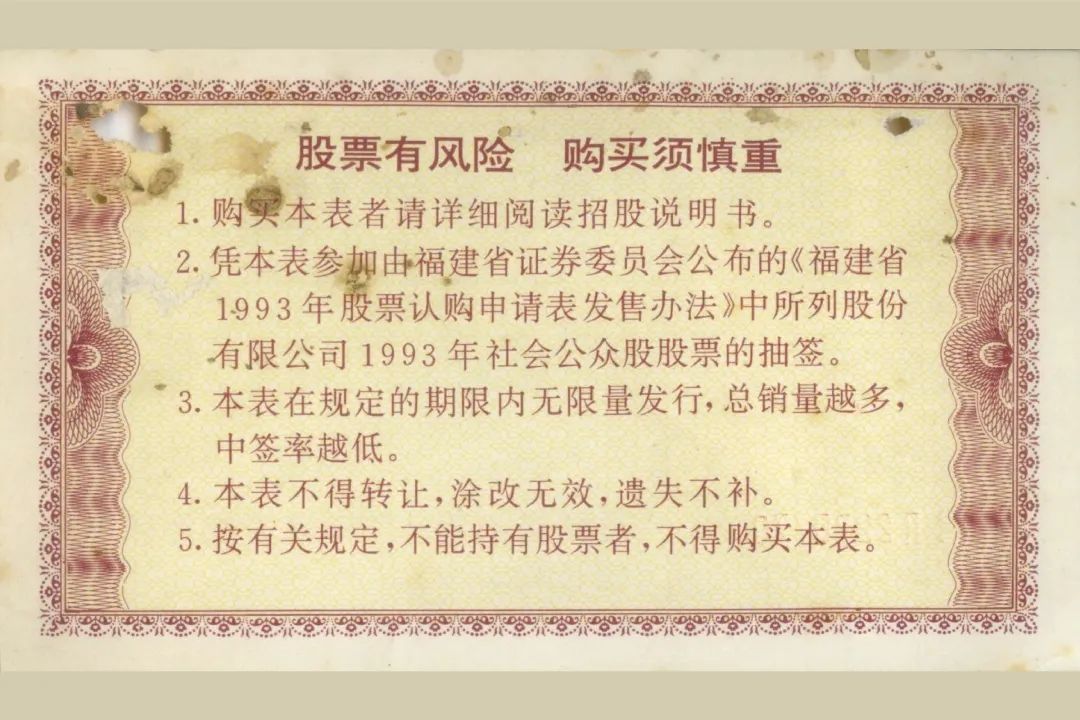 股票有风险 购买须慎重
1. 购买本表者请详细阅读招股说明书。
2. 凭本表参加由福建省证券委员会公布的《福建省
1993年股票认购申请表发售办法》中所列股份
有限公司1993年社会公众股股票的抽签。
3. 本表在规定的期限内无限量发行,总销量越多,
中签率越低。
4. 本表不得转让,涂改无效,遗失不补。
5. 按有关规定,不能持有股票者,不得购买本表。